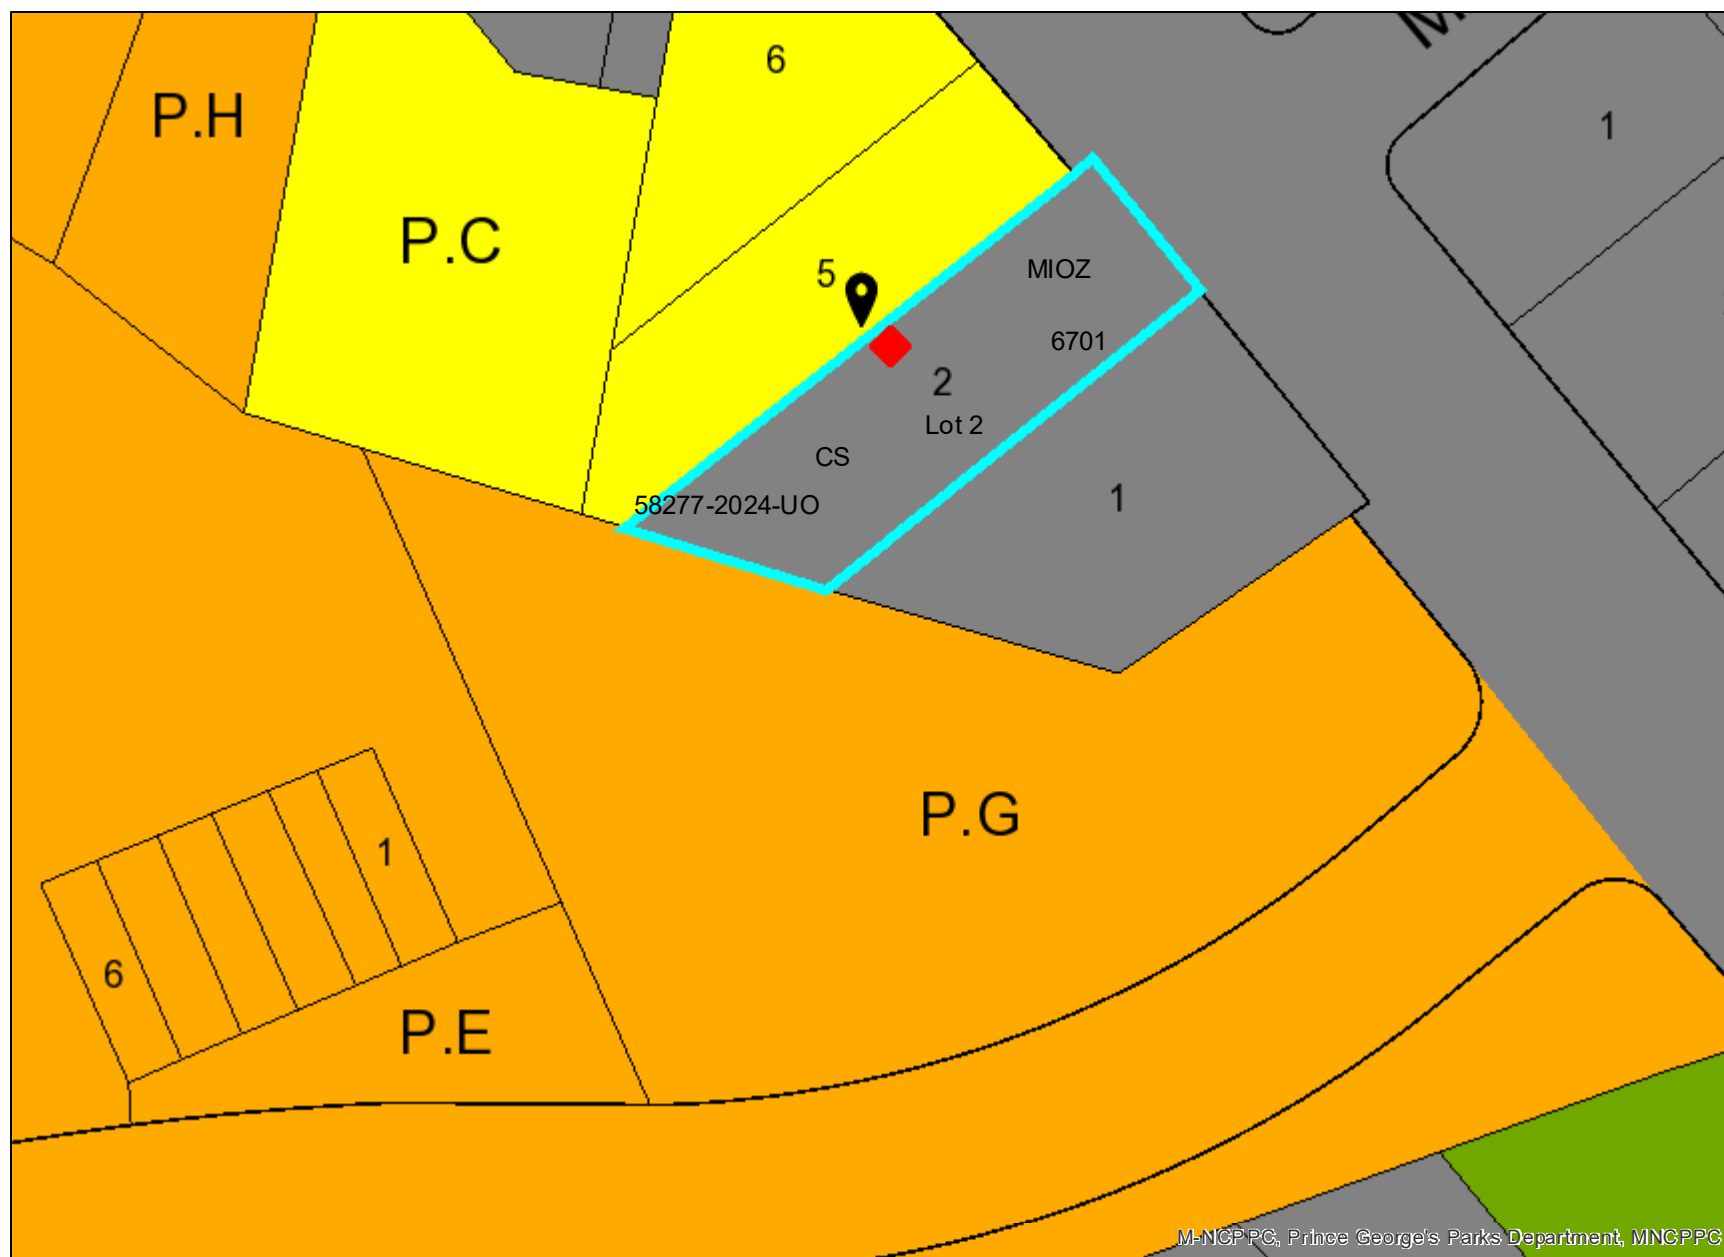 M
6
P.H
1
P.C
5
MIOZ
6701
2
Lot 2
CS
58277-2024-UO
1
P.G
1
6
P.E
M-NCPPC, Prince George's Parks Department, MNCPPC